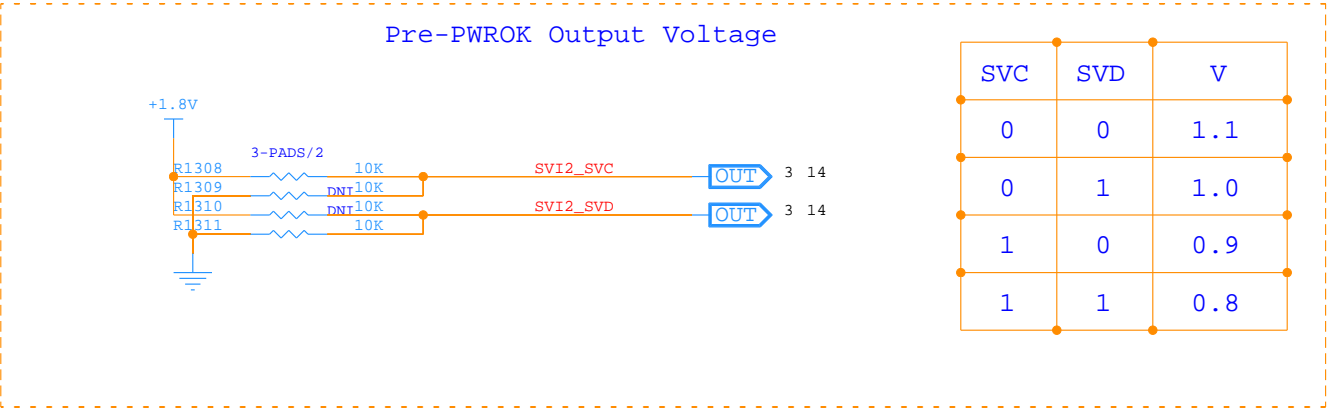 Pre-PWROK Output Voltage
+1.8V
3-PADS/2
R1308 10K SVI2_SVC OUT 3 14
R1309 DNI 10K
R1310 DNI 10K SVI2_SVD OUT 3 14
R1311 10K
SVC SVD V
0 0 1.1
0 1 1.0
1 0 0.9
1 1 0.8